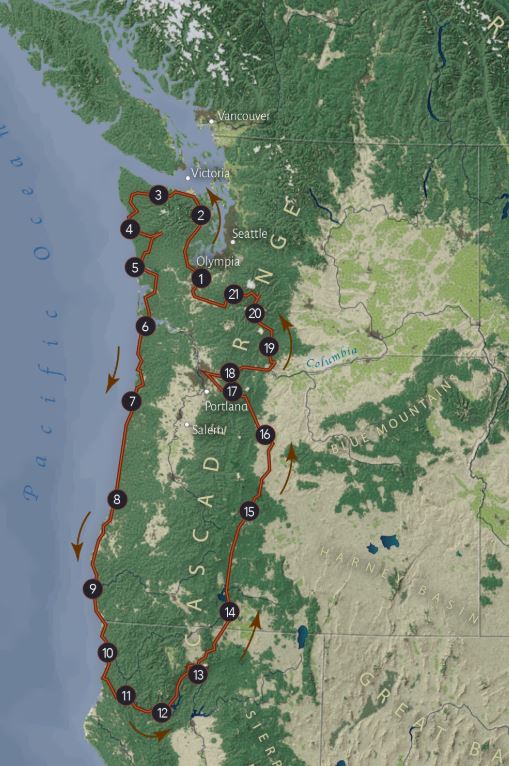 Vancouver
Victoria
Seattle
Olympia
Portland
Salem
Columbia
Pacific Ocean
CASCADE RANGE
BLUE MOUNTAIN
HARNEY BASIN
GREAT BA
SIERR
R
1
2
3
4
5
6
7
8
9
10
11
12
13
14
15
16
17
18
19
20
21